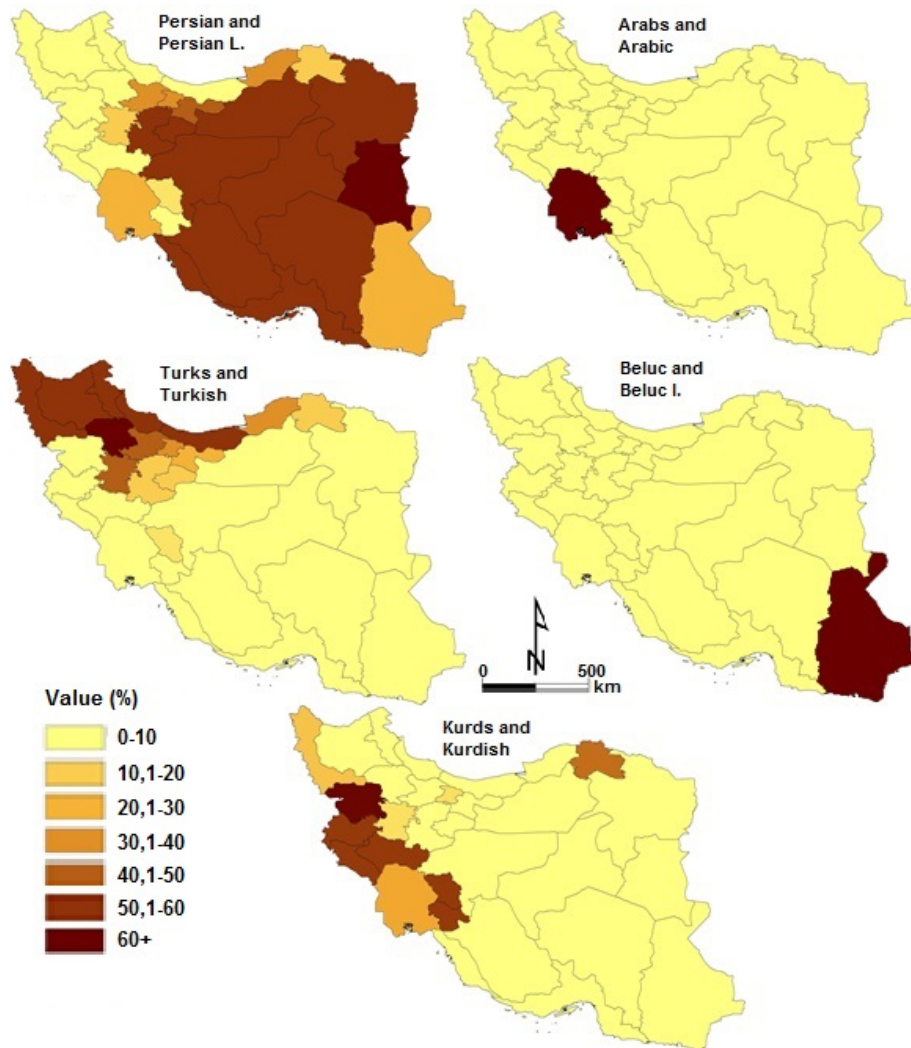 Persian and
Persian L.
Arabs and
Arabic
Turks and
Turkish
Beluc and
Beluc l.
N
0 500
km
Value (%)
0-10
10,1-20
20,1-30
30,1-40
40,1-50
50,1-60
60+
Kurds and
Kurdish